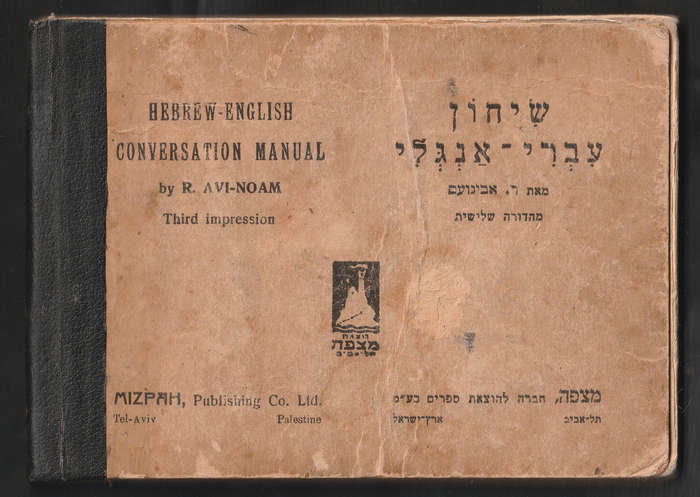 HEBREW-ENGLISH
CONVERSATION MANUAL
by R. AVI-NOAM
Third impression
שִׂיחוֹן
עִבְרִי־אַנְגְּלִי
מאת ר. אבינועם
מהדורה שלישית
הוצאת
מצפה
תל־אביב
MIZPAH, Publishing Co. Ltd.
Tel-Aviv Palestine
מצפה, חברה להוצאת ספרים בע"מ
תל־אביב ארץ־ישראל